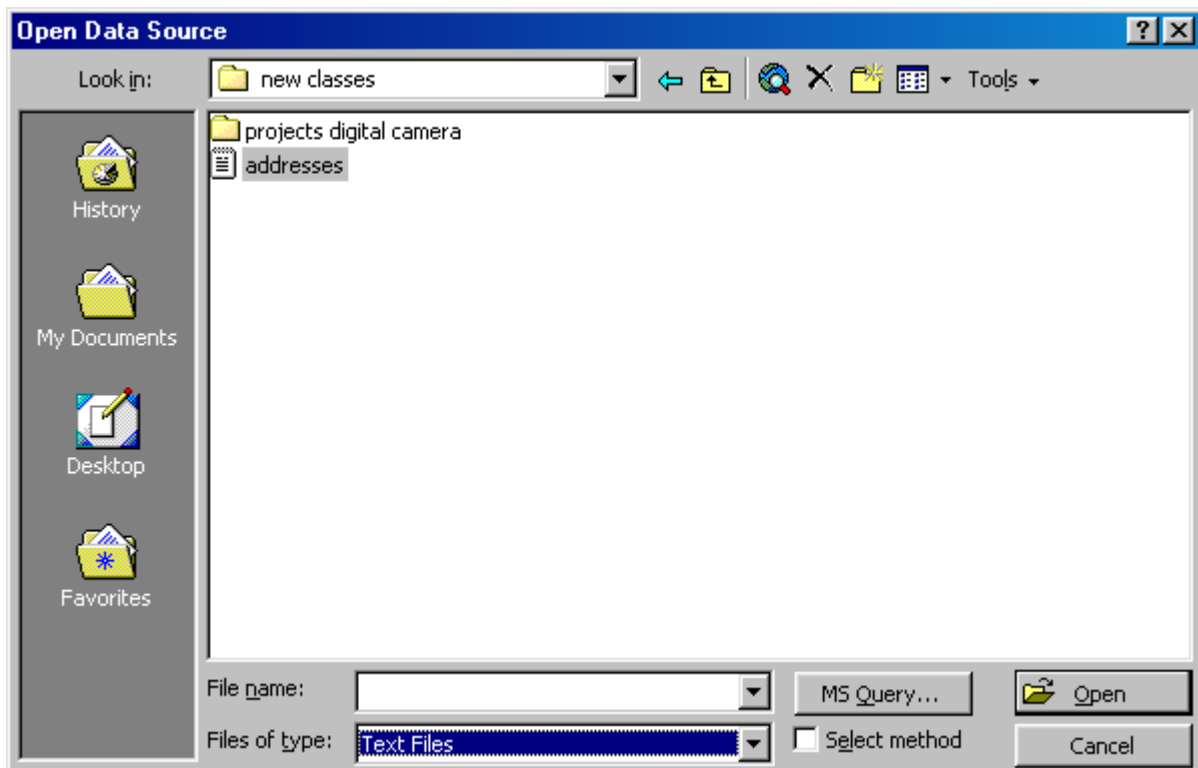 Open Data Source
Look in: new classes Tools
projects digital camera
addresses
History
My Documents
Desktop
Favorites
File name: MS Query... Open
Files of type: Text Files Select method Cancel